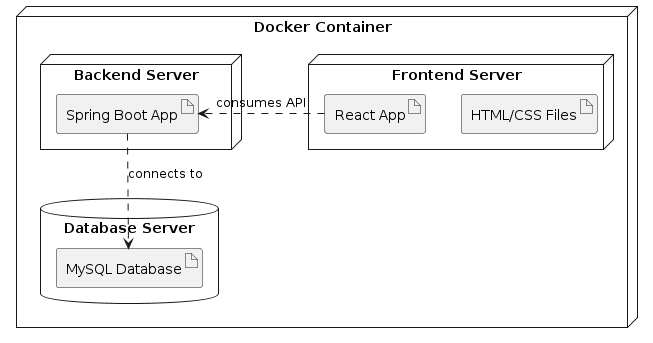 Docker Container
Backend Server
Frontend Server
Spring Boot App
consumes API
React App
HTML/CSS Files
connects to
Database Server
MySQL Database